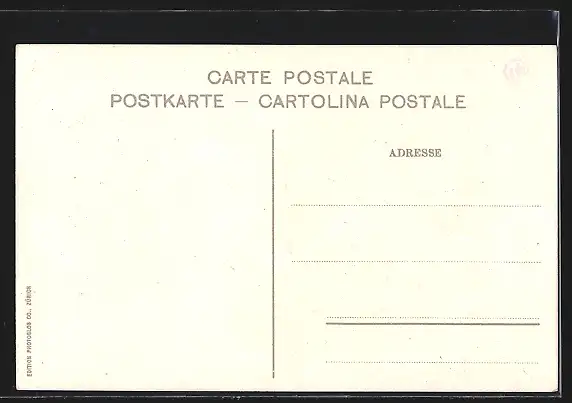 CARTE POSTALE
POSTKARTE — CARTOLINA POSTALE
ADRESSE
EDITION PHOTOGLOB CO., ZÜRICH